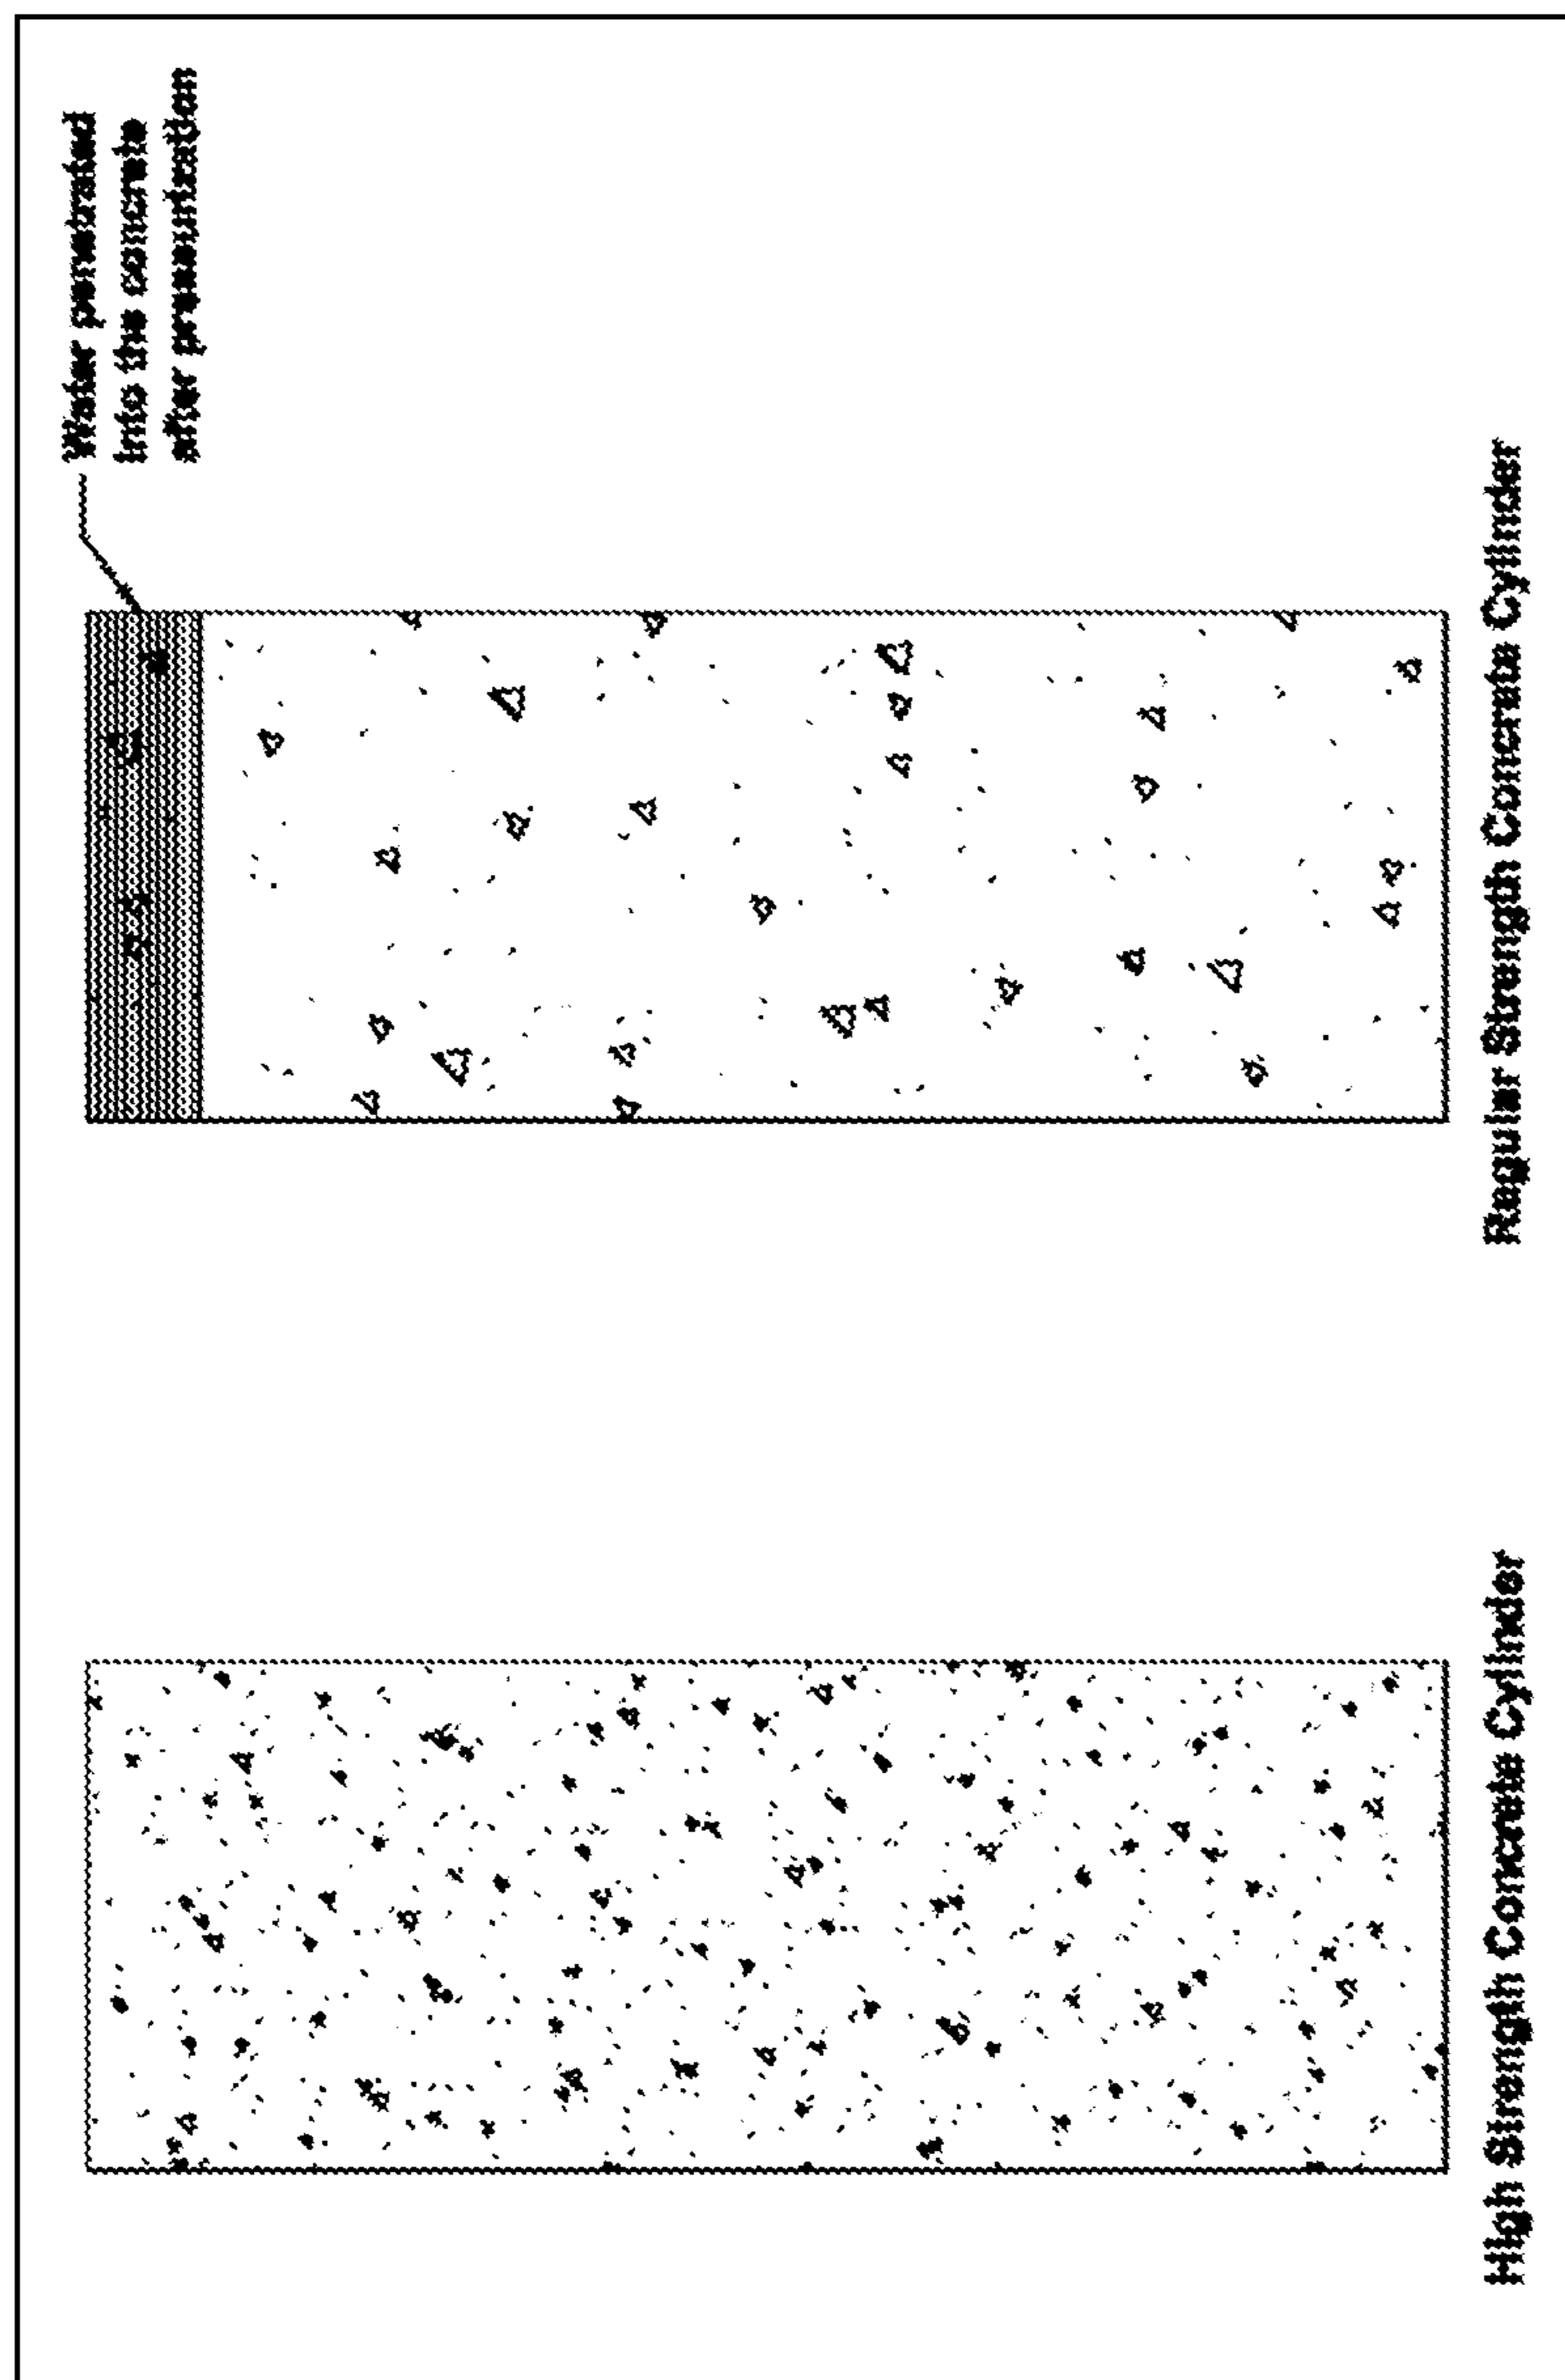 Water penetrated
into the concrete
after pressurization
High Strength Concrete Cylinder
Regular Strength Concrete Cylinder